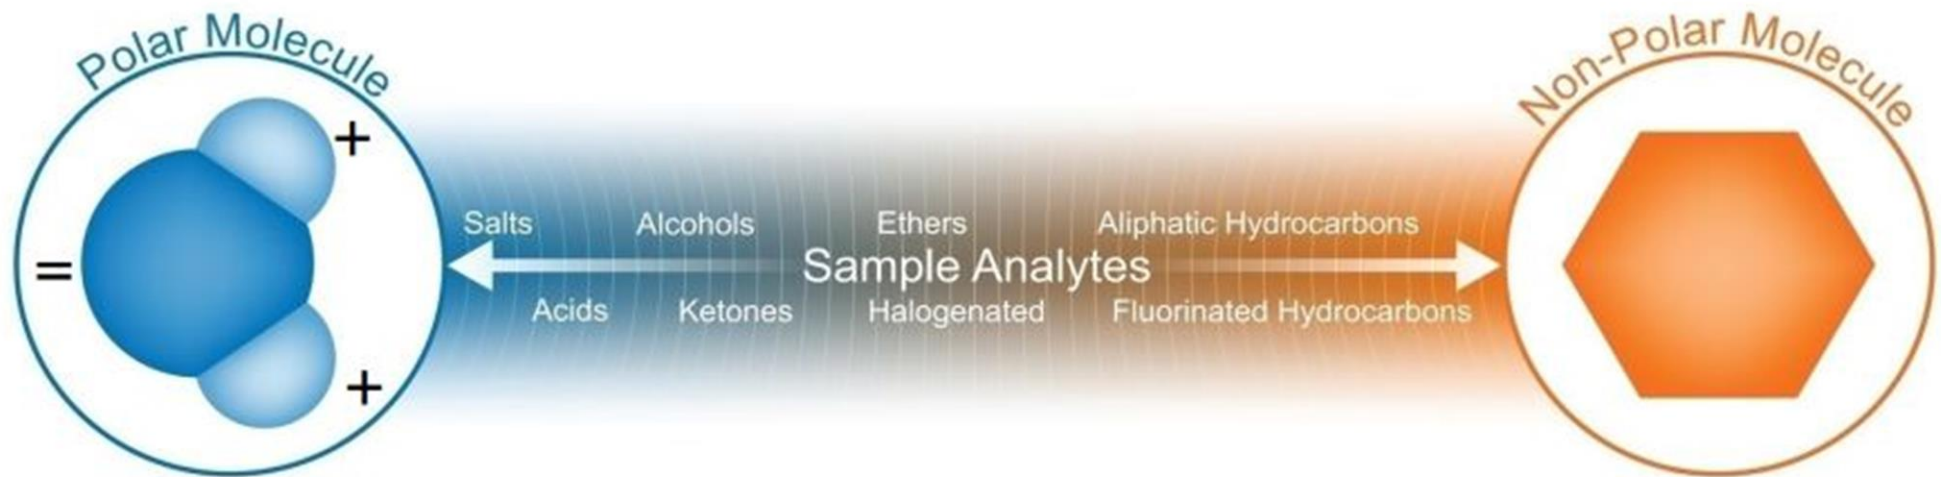 Polar Molecule
Non-Polar Molecule
+
Salts Alcohols Ethers Aliphatic Hydrocarbons
=
Sample Analytes
Acids Ketones Halogenated Fluorinated Hydrocarbons
+